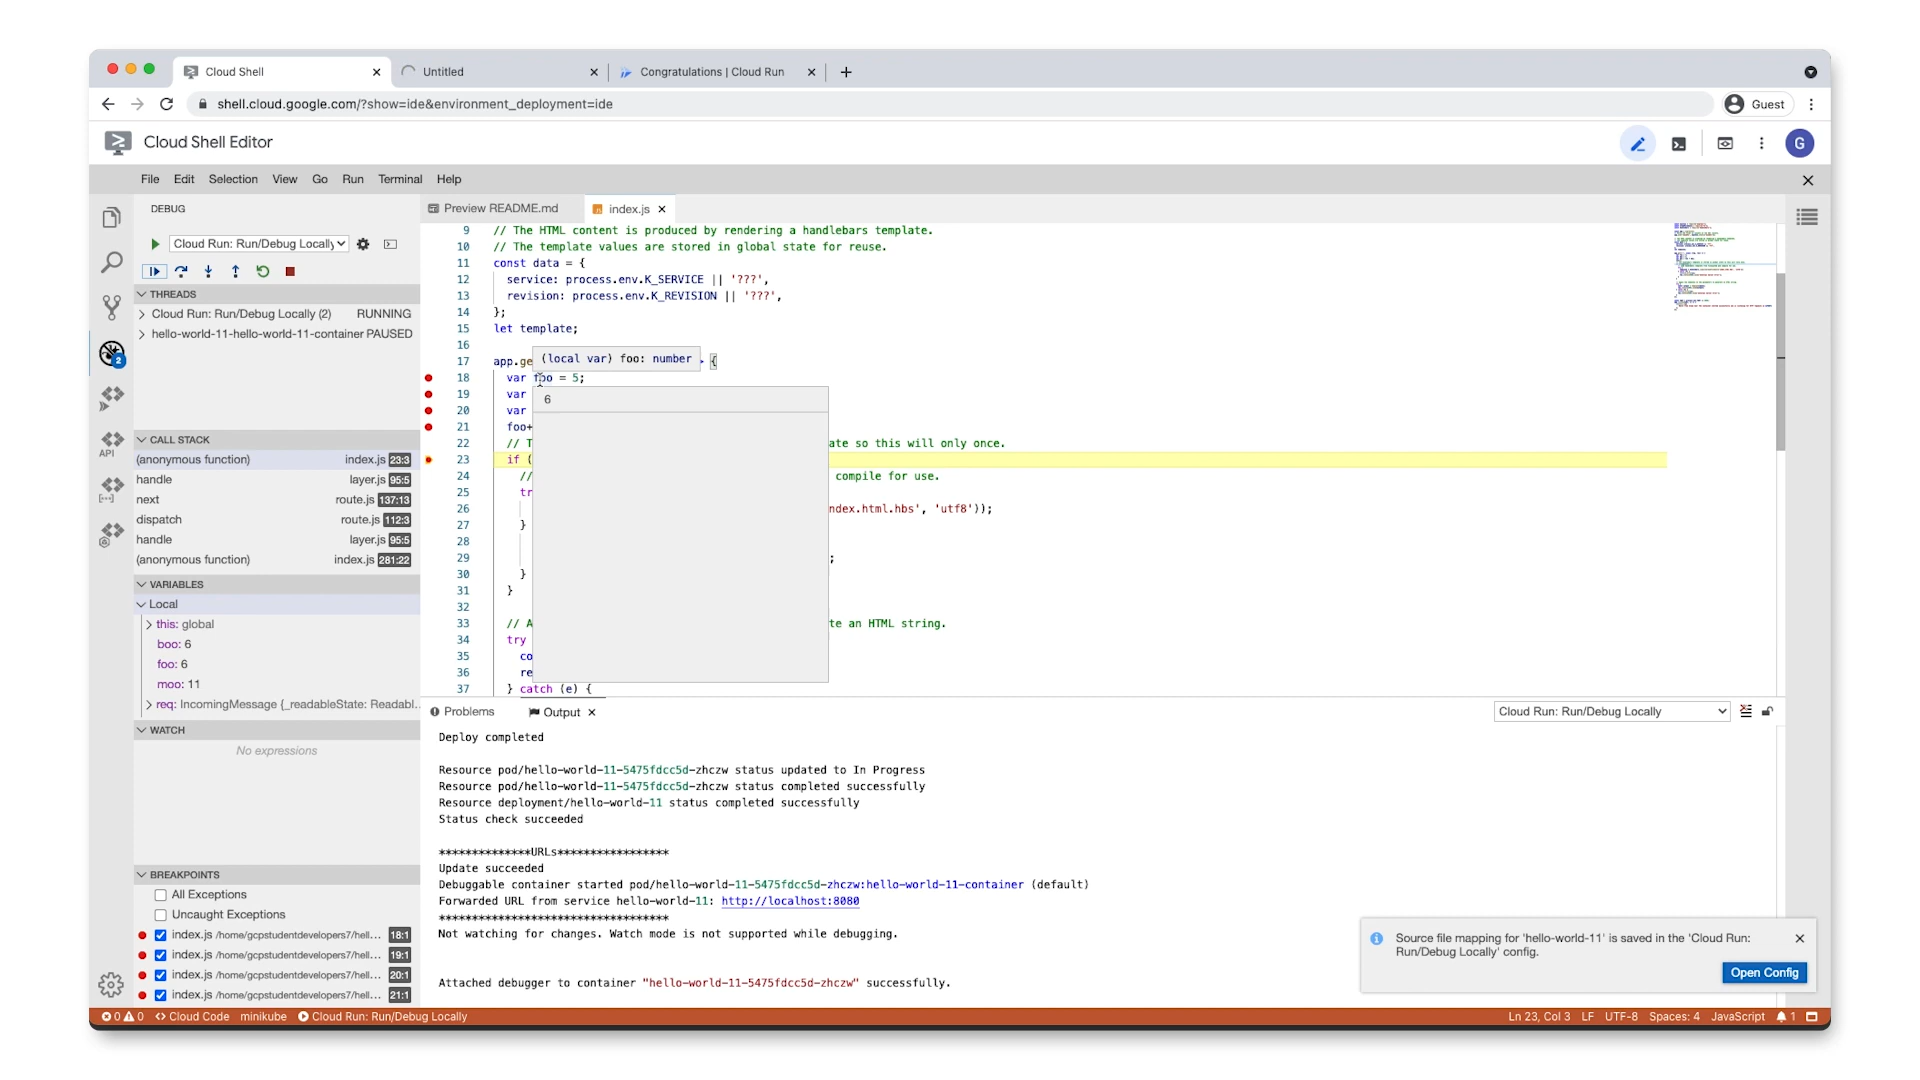 Cloud Shell
Untitled
Congratulations | Cloud Run
shell.cloud.google.com/?show=ide&environment_deployment=ide
Guest
Cloud Shell Editor
G
File Edit Selection View Go Run Terminal Help
DEBUG
Cloud Run: Run/Debug Locally
THREADS
Cloud Run: Run/Debug Locally (2) RUNNING
hello-world-11-hello-world-11-container PAUSED
2
API
CALL STACK
(anonymous function) index.js 23:3
handle layer.js 95:5
next route.js 137:13
dispatch route.js 112:3
handle layer.js 95:5
(anonymous function) index.js 281:22
VARIABLES
Local
this: global
boo: 6
foo: 6
moo: 11
req: IncomingMessage {_readableState: Readabl...
WATCH
No expressions
BREAKPOINTS
All Exceptions
Uncaught Exceptions
index.js /home/gcpstudentdevelopers7/hell... 18:1
index.js /home/gcpstudentdevelopers7/hell... 19:1
index.js /home/gcpstudentdevelopers7/hell... 20:1
index.js /home/gcpstudentdevelopers7/hell... 21:1
Preview README.md
index.js
9 // The HTML content is produced by rendering a handlebars template.
10 // The template values are stored in global state for reuse.
11 const data = {
12 service: process.env.K_SERVICE || '???',
13 revision: process.env.K_REVISION || '???',
14 };
15 let template;
16
(local var) foo: number
17 app.ge {
18 var foo = 5;
19 var
6
20 var
21 foo+
22 // T ate so this will only once.
23 if (
24 // compile for use.
25 tr
26 ndex.html.hbs', 'utf8'));
27 }
28
29 ;
30 }
31 }
32
33 // A te an HTML string.
34 try
35 co
36 re
37 } catch (e) {
Problems
Output
Cloud Run: Run/Debug Locally
Deploy completed
Resource pod/hello-world-11-5475fdcc5d-zhczw status updated to In Progress
Resource pod/hello-world-11-5475fdcc5d-zhczw status completed successfully
Resource deployment/hello-world-11 status completed successfully
Status check succeeded
**************URLs*****************
Update succeeded
Debuggable container started pod/hello-world-11-5475fdcc5d-zhczw:hello-world-11-container (default)
Forwarded URL from service hello-world-11: http://localhost:8080
***********************************
Not watching for changes. Watch mode is not supported while debugging.
Attached debugger to container "hello-world-11-5475fdcc5d-zhczw" successfully.
Source file mapping for 'hello-world-11' is saved in the 'Cloud Run:
Run/Debug Locally' config.
Open Config
0 0 Cloud Code minikube Cloud Run: Run/Debug Locally
Ln 23, Col 3 LF UTF-8 Spaces: 4 JavaScript 1